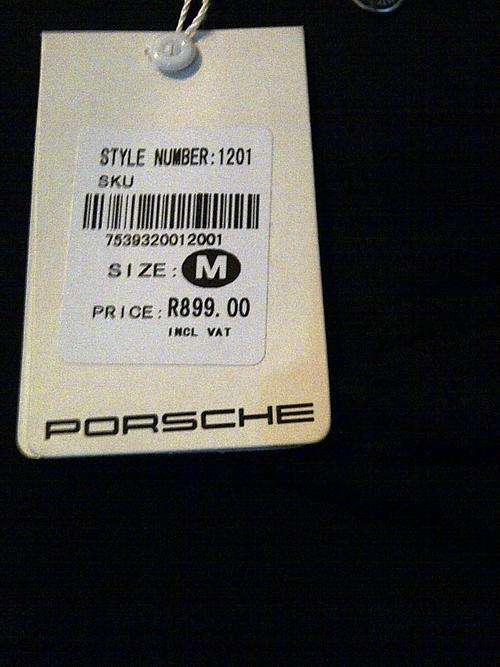 STYLE NUMBER:1201
SKU
7539320012001
SIZE: M
PRICE: R899.00
INCL VAT
PORSCHE